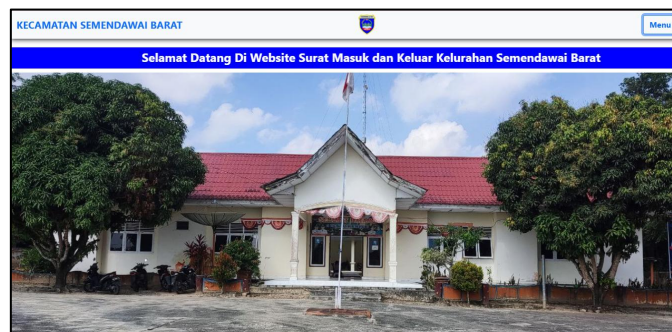 KECAMATAN SEMENDAWAI BARAT
Menu
Selamat Datang Di Website Surat Masuk dan Keluar Kelurahan Semendawai Barat